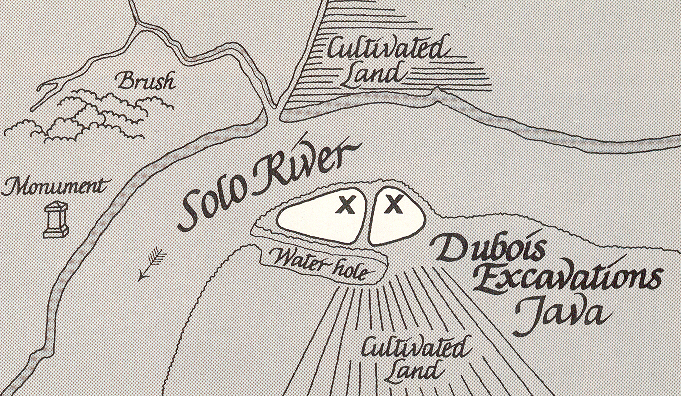 Cultivated
Land
Brush
Solo River
Monument
X X
Dubois
Excavations
Java
Water hole
Cultivated
Land